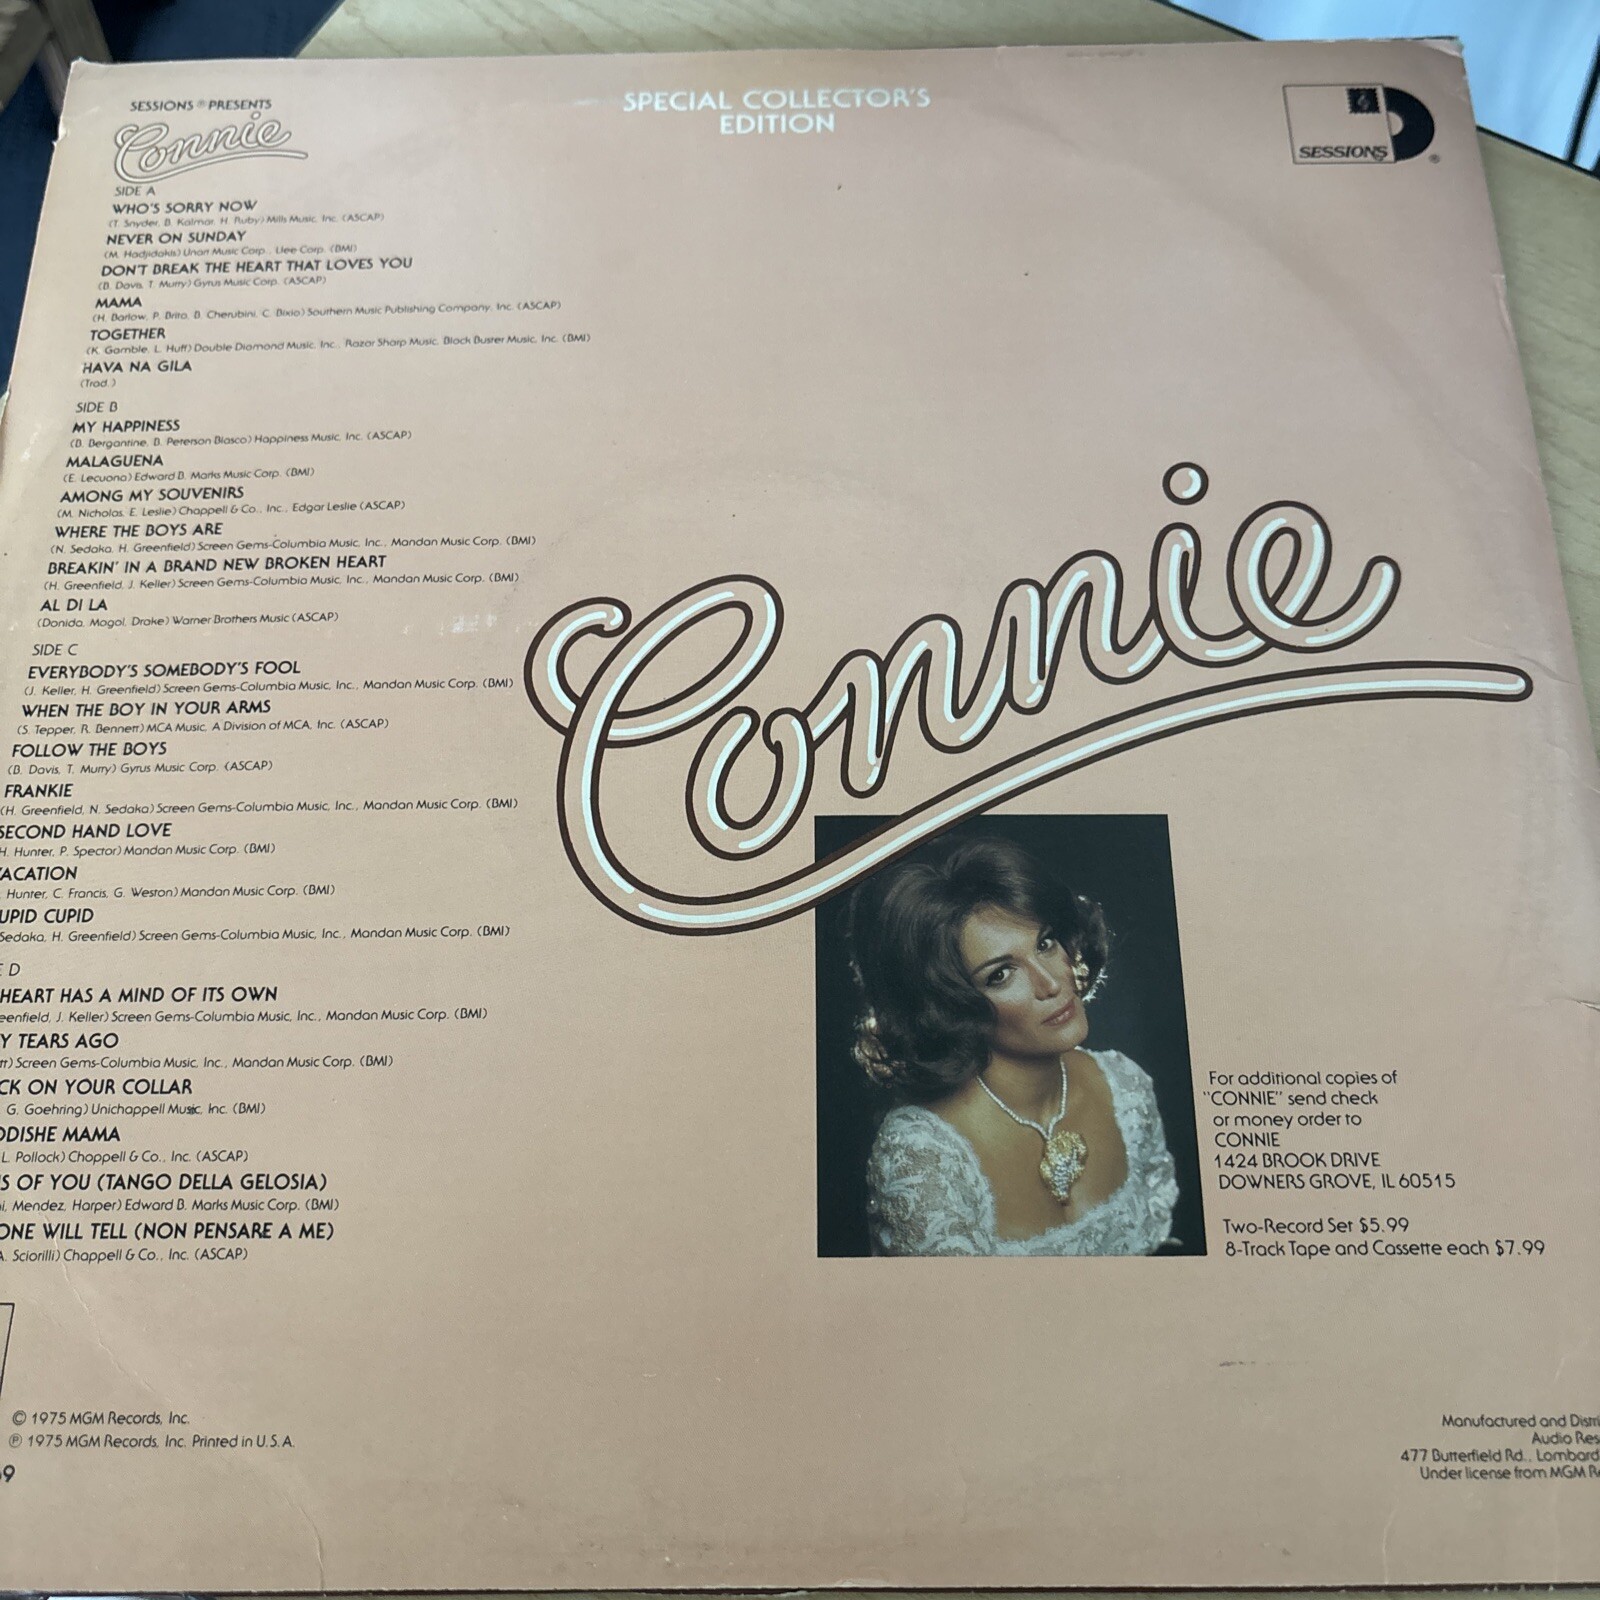 SESSIONS® PRESENTS
Connie
SPECIAL COLLECTOR'S
EDITION
SESSIONS®
SIDE A
WHO'S SORRY NOW
(T. Snyder, B. Kalmar, H. Ruby) Mills Music, Inc. (ASCAP)
NEVER ON SUNDAY
(M. Hadjidakis) Unart Music Corp., Llee Corp. (BMI)
DON'T BREAK THE HEART THAT LOVES YOU
(B. Davis, T. Murry) Gyrus Music Corp. (ASCAP)
MAMA
(H. Barlow, P. Brito, B. Cherubini, C. Bixio) Southern Music Publishing Company, Inc. (ASCAP)
TOGETHER
(K. Gamble, L. Huff) Double Diamond Music, Inc., Razor Sharp Music, Block Buster Music, Inc. (BMI)
HAVA NA GILA
(Trad.)
SIDE B
MY HAPPINESS
(B. Bergantine, B. Peterson Blasco) Happiness Music, Inc. (ASCAP)
MALAGUENA
(E. Lecuona) Edward B. Marks Music Corp. (BMI)
AMONG MY SOUVENIRS
(M. Nicholas, E. Leslie) Chappell & Co., Inc., Edgar Leslie (ASCAP)
WHERE THE BOYS ARE
(N. Sedaka, H. Greenfield) Screen Gems-Columbia Music, Inc., Mandan Music Corp. (BMI)
BREAKIN' IN A BRAND NEW BROKEN HEART
(H. Greenfield, J. Keller) Screen Gems-Columbia Music, Inc., Mandan Music Corp. (BMI)
AL DI LA
(Donida, Mogol, Drake) Warner Brothers Music (ASCAP)
SIDE C
EVERYBODY'S SOMEBODY'S FOOL
(J. Keller, H. Greenfield) Screen Gems-Columbia Music, Inc., Mandan Music Corp. (BMI)
WHEN THE BOY IN YOUR ARMS
(S. Tepper, R. Bennett) MCA Music, A Division of MCA, Inc. (ASCAP)
FOLLOW THE BOYS
(B. Davis, T. Murry) Gyrus Music Corp. (ASCAP)
FRANKIE
(H. Greenfield, N. Sedaka) Screen Gems-Columbia Music, Inc., Mandan Music Corp. (BMI)
SECOND HAND LOVE
H. Hunter, P. Spector) Mandan Music Corp. (BMI)
ACATION
Hunter, C. Francis, G. Weston) Mandan Music Corp. (BMI)
UPID CUPID
Sedaka, H. Greenfield) Screen Gems-Columbia Music, Inc., Mandan Music Corp. (BMI)
E D
HEART HAS A MIND OF ITS OWN
eenfield, J. Keller) Screen Gems-Columbia Music, Inc., Mandan Music Corp. (BMI)
Y TEARS AGO
tt) Screen Gems-Columbia Music, Inc., Mandan Music Corp. (BMI)
CK ON YOUR COLLAR
G. Goehring) Unichappell Music, Inc. (BMI)
DDISHE MAMA
L. Pollock) Chappell & Co., Inc. (ASCAP)
S OF YOU (TANGO DELLA GELOSIA)
i, Mendez, Harper) Edward B. Marks Music Corp. (BMI)
ONE WILL TELL (NON PENSARE A ME)
A. Sciorilli) Chappell & Co., Inc. (ASCAP)
Connie
For additional copies of
"CONNIE" send check
or money order to
CONNIE
1424 BROOK DRIVE
DOWNERS GROVE, IL 60515
Two-Record Set $5.99
8-Track Tape and Cassette each $7.99
© 1975 MGM Records, Inc.
℗ 1975 MGM Records, Inc. Printed in U.S.A.
9
Manufactured and Distri
Audio Res
477 Butterfield Rd., Lombard
Under license from MGM Re